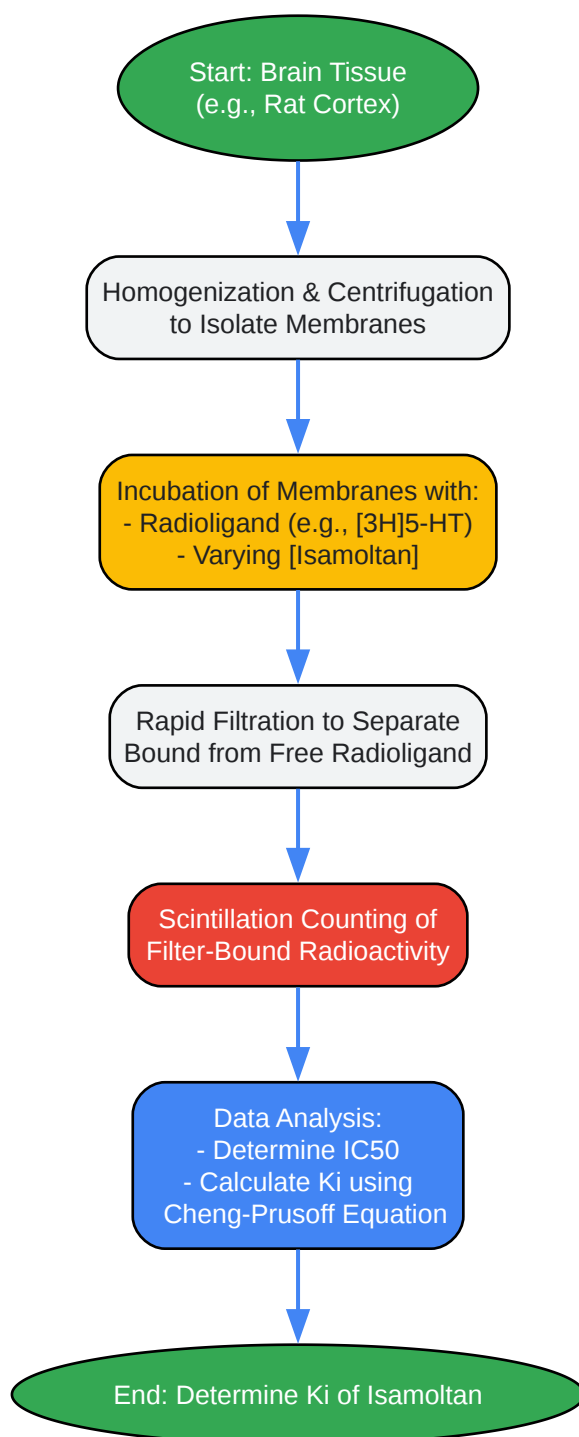 Start: Brain Tissue
(e.g., Rat Cortex)
Homogenization & Centrifugation
to Isolate Membranes
Incubation of Membranes with:
- Radioligand (e.g., [3H]5-HT)
- Varying [Isamoltan]
Rapid Filtration to Separate
Bound from Free Radioligand
Scintillation Counting of
Filter-Bound Radioactivity
Data Analysis:
- Determine IC50
- Calculate Ki using
Cheng-Prusoff Equation
End: Determine Ki of Isamoltan